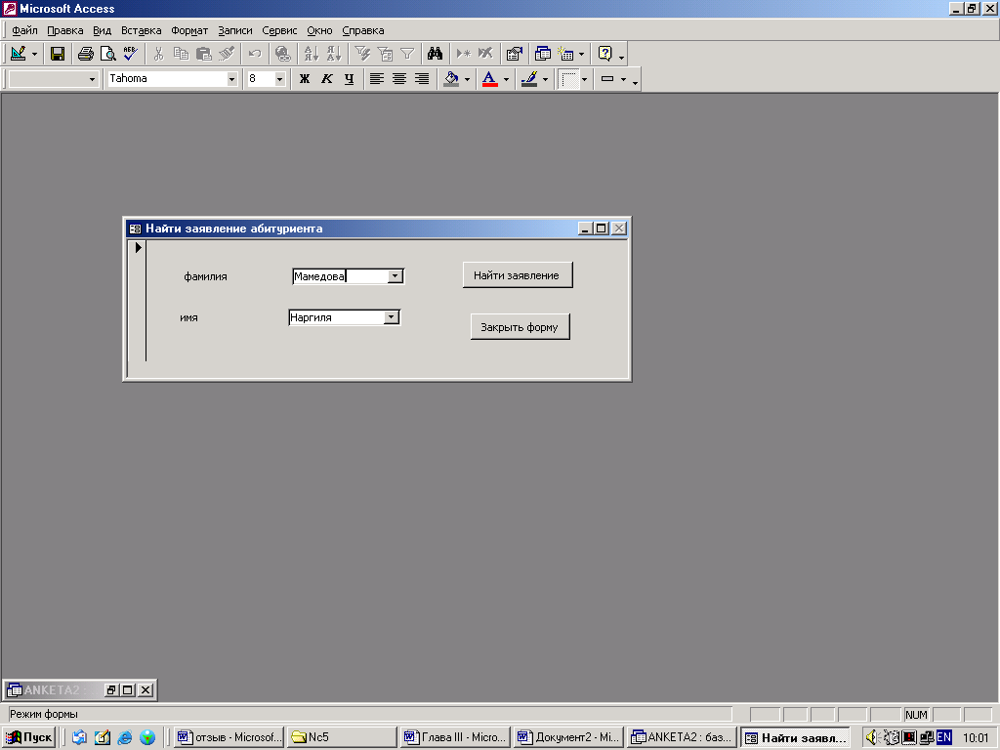 Microsoft Access
Файл Правка Вид Вставка Формат Записи Сервис Окно Справка
Tahoma 8 Ж К Ч
Найти заявление абитуриента
фамилия Мамедова Найти заявление
имя Наргиля
Закрыть форму
ANKETA2 :
Режим формы NUM
Пуск отзыв - Microsof... Nc5 Глава III - Micro... Документ2 - Mi... ANKETA2 : баз... Найти заявл... EN 10:01